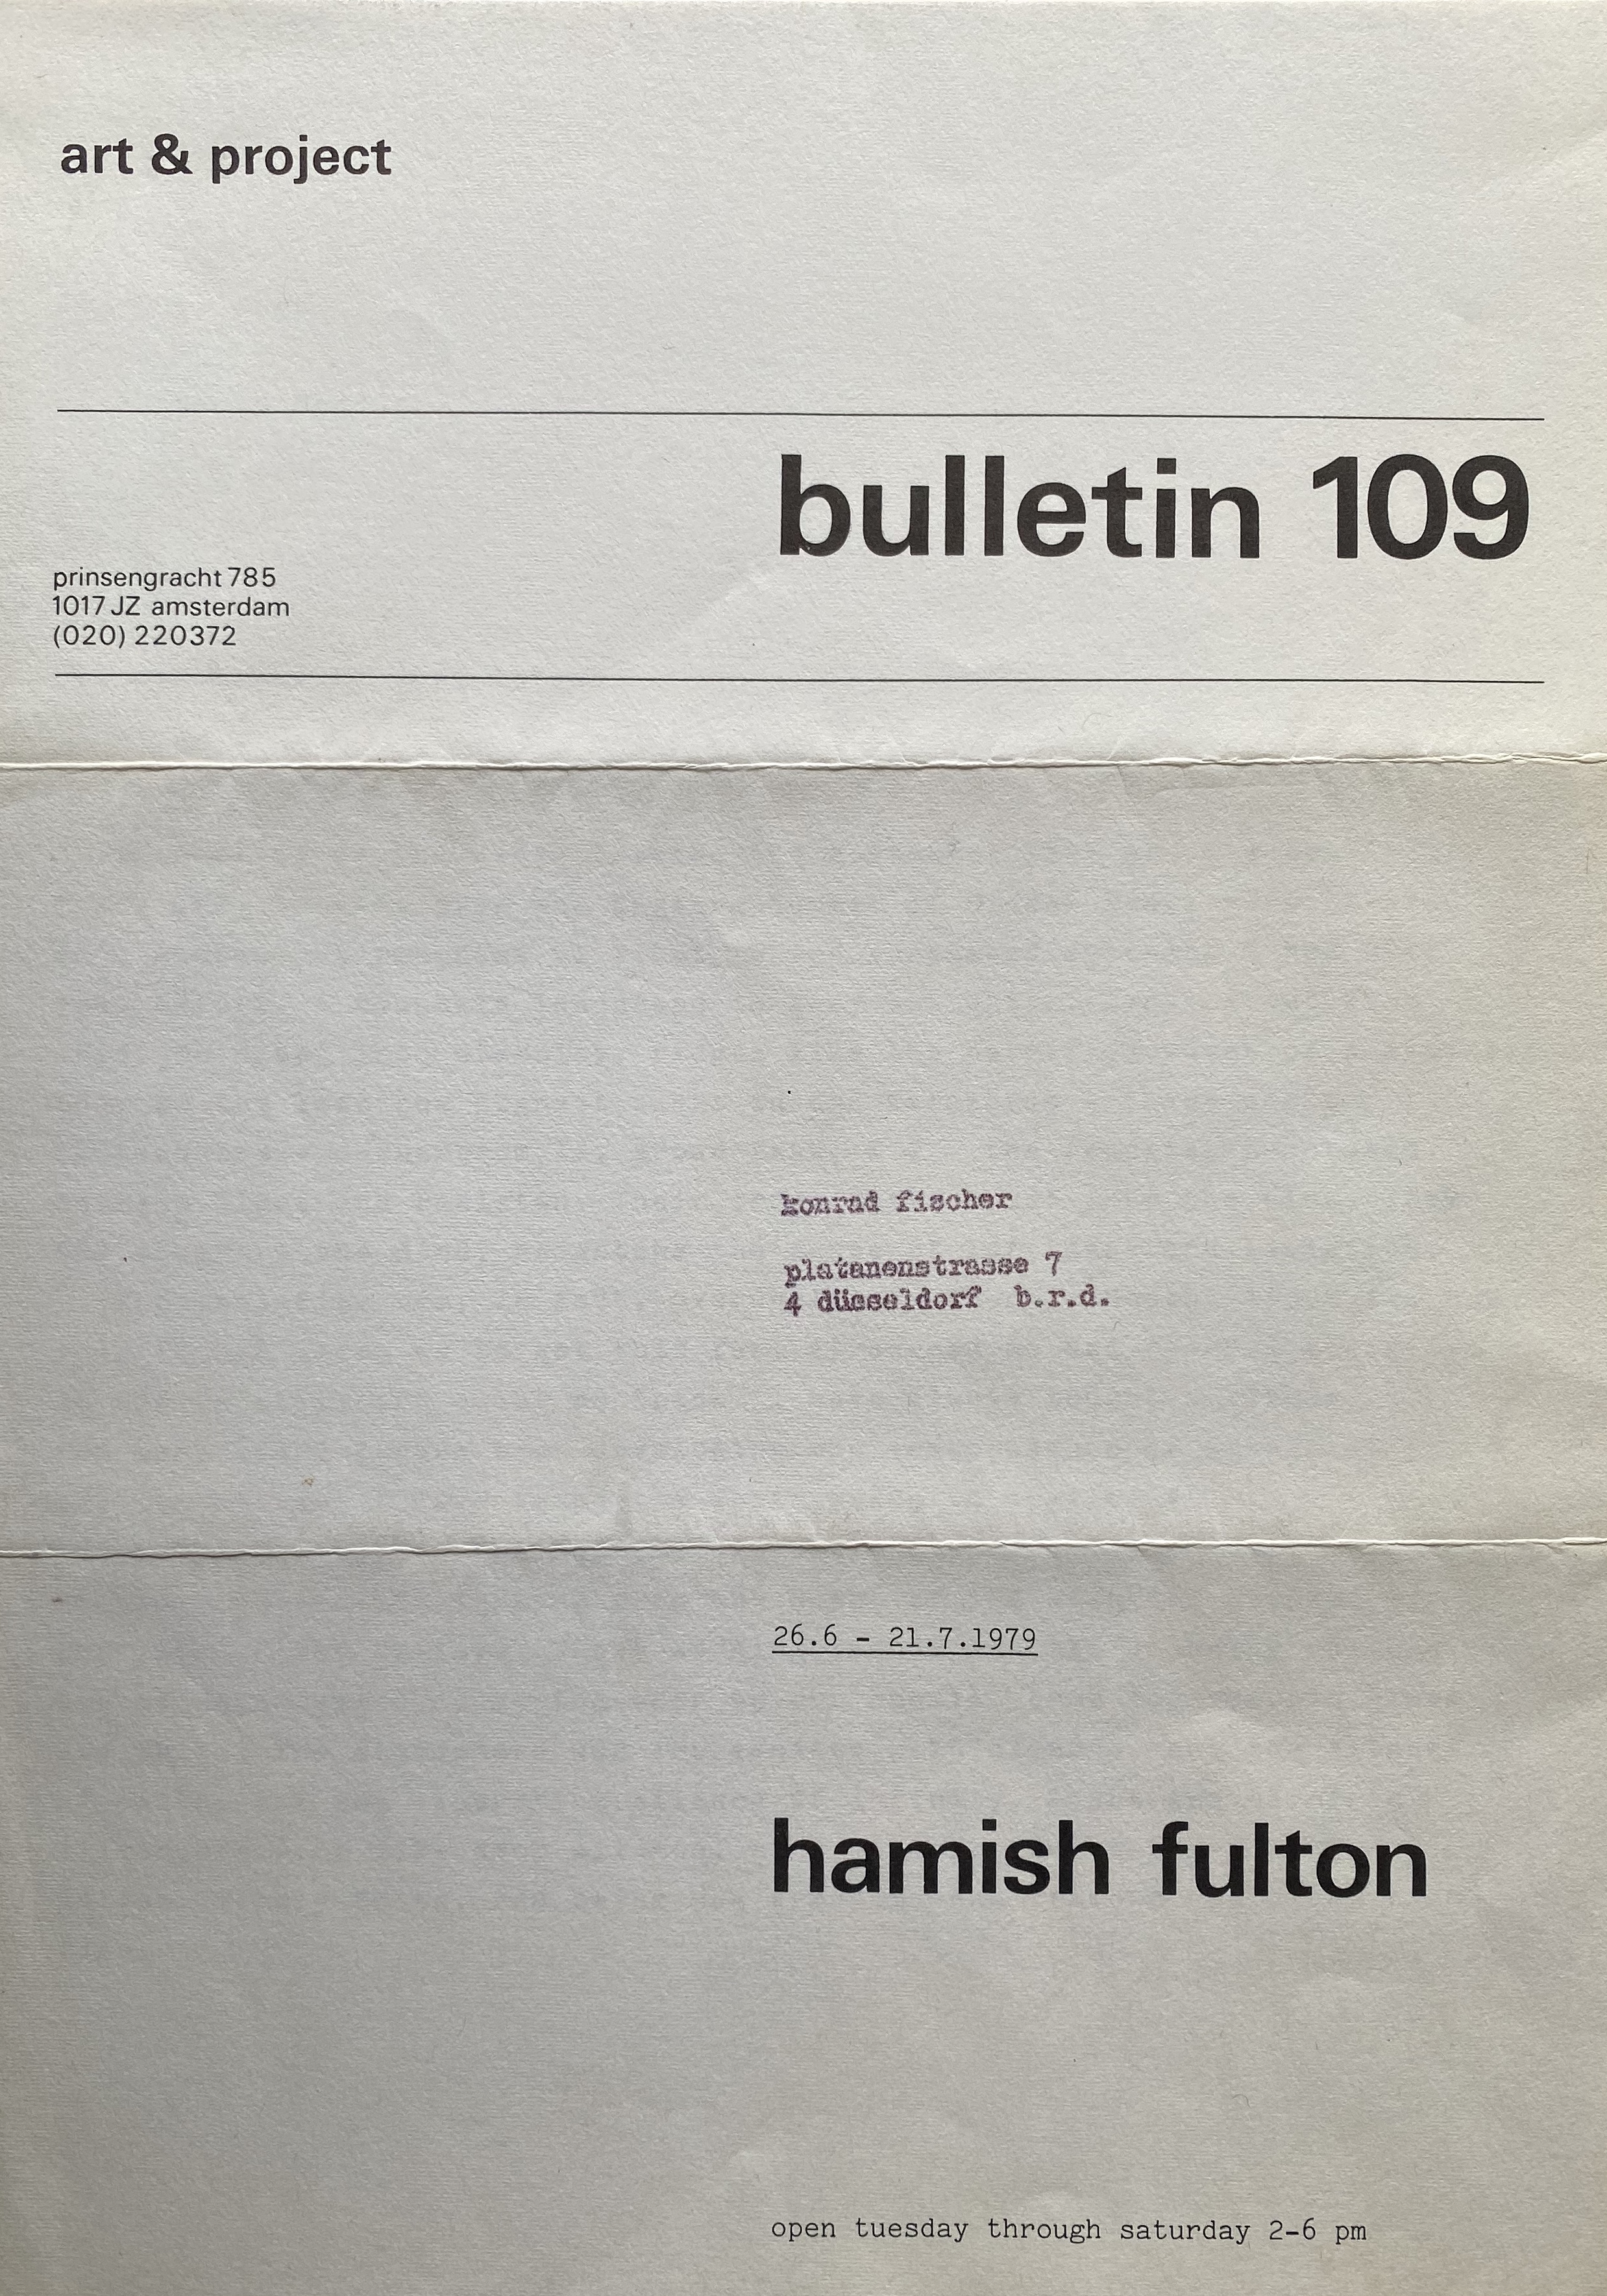 art & project
bulletin 109
prinsengracht 785
1017 JZ amsterdam
(020) 220372
konrad fischer
platanenstrasse 7
4 düsseldorf b.r.d.
26.6 - 21.7.1979
hamish fulton
open tuesday through saturday 2-6 pm